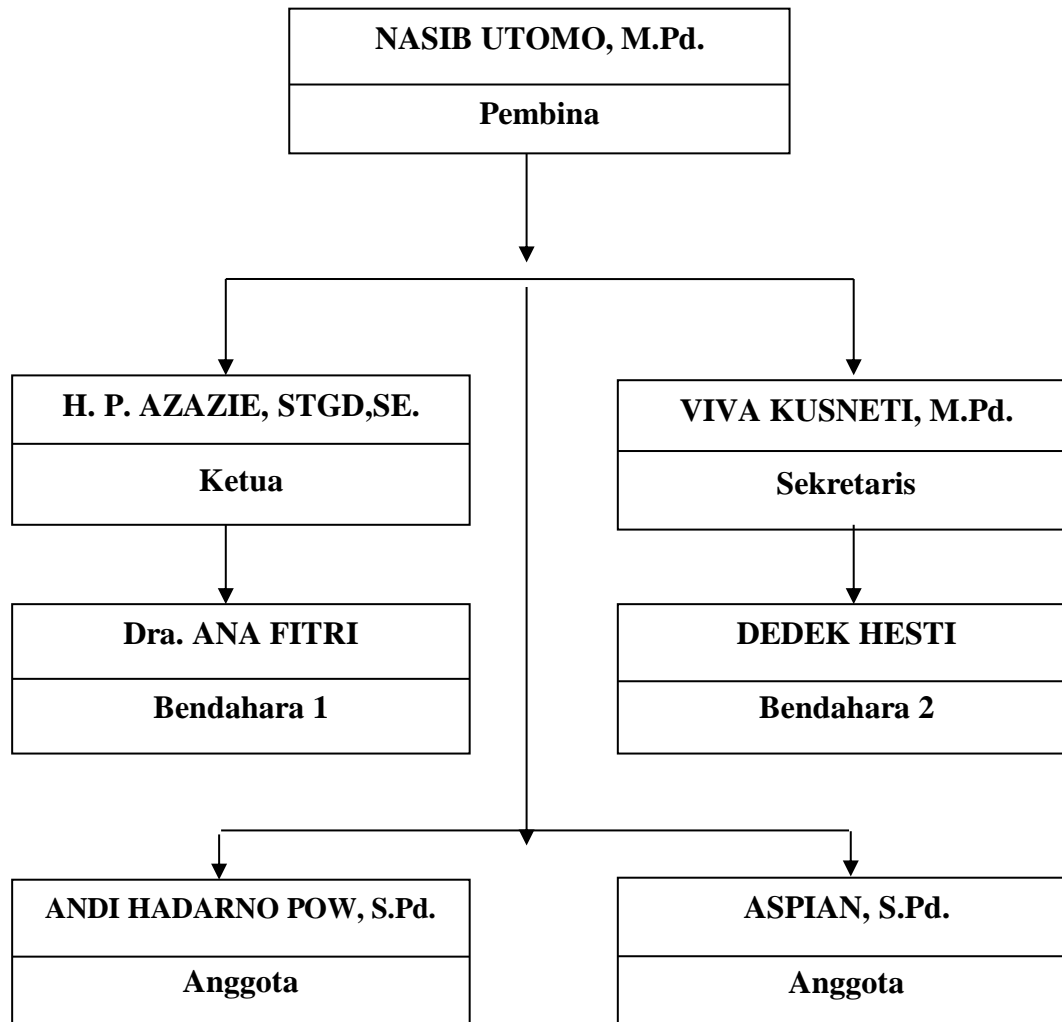 NASIB UTOMO, M.Pd.
Pembina
H. P. AZAZIE, STGD,SE.
Ketua
VIVA KUSNETI, M.Pd.
Sekretaris
Dra. ANA FITRI
Bendahara 1
DEDEK HESTI
Bendahara 2
ANDI HADARNO POW, S.Pd.
Anggota
ASPIAN, S.Pd.
Anggota